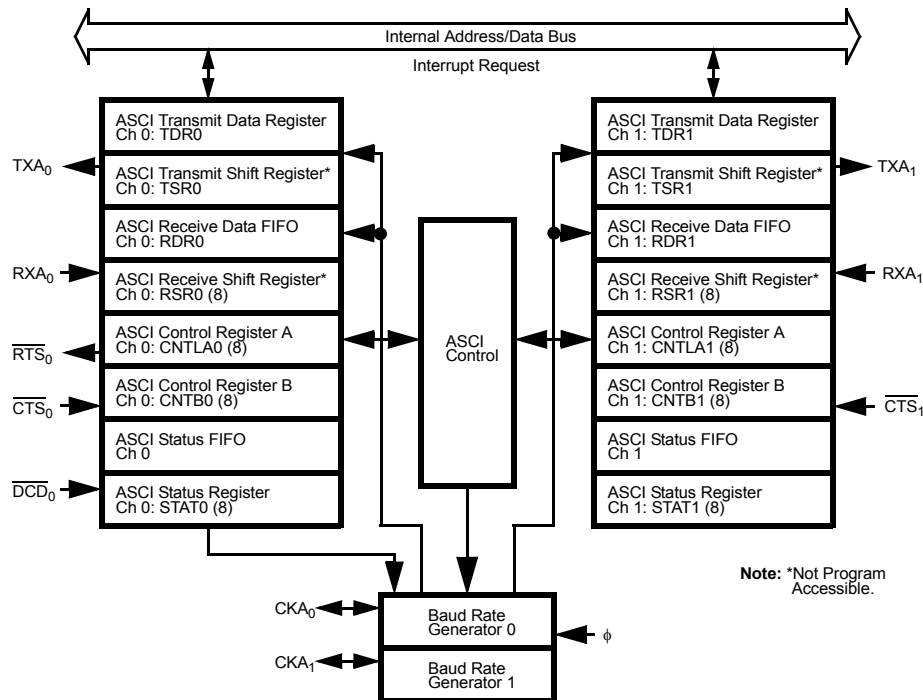 Internal Address/Data Bus
Interrupt Request
ASCI Transmit Data Register
Ch 0: TDR0
ASCI Transmit Shift Register*
Ch 0: TSR0
ASCI Receive Data FIFO
Ch 0: RDR0
ASCI Receive Shift Register*
Ch 0: RSR0 (8)
ASCI Control Register A
Ch 0: CNTLA0 (8)
ASCI Control Register B
Ch 0: CNTB0 (8)
ASCI Status FIFO
Ch 0
ASCI Status Register
Ch 0: STAT0 (8)
TXA0
RXA0
RTS0
CTS0
DCD0
ASCI
Control
ASCI Transmit Data Register
Ch 1: TDR1
ASCI Transmit Shift Register*
Ch 1: TSR1
ASCI Receive Data FIFO
Ch 1: RDR1
ASCI Receive Shift Register*
Ch 1: RSR1 (8)
ASCI Control Register A
Ch 1: CNTLA1 (8)
ASCI Control Register B
Ch 1: CNTB1 (8)
ASCI Status FIFO
Ch 1
ASCI Status Register
Ch 1: STAT1 (8)
TXA1
RXA1
CTS1
Note: *Not Program
Accessible.
CKA0
Baud Rate
Generator 0
ϕ
CKA1
Baud Rate
Generator 1